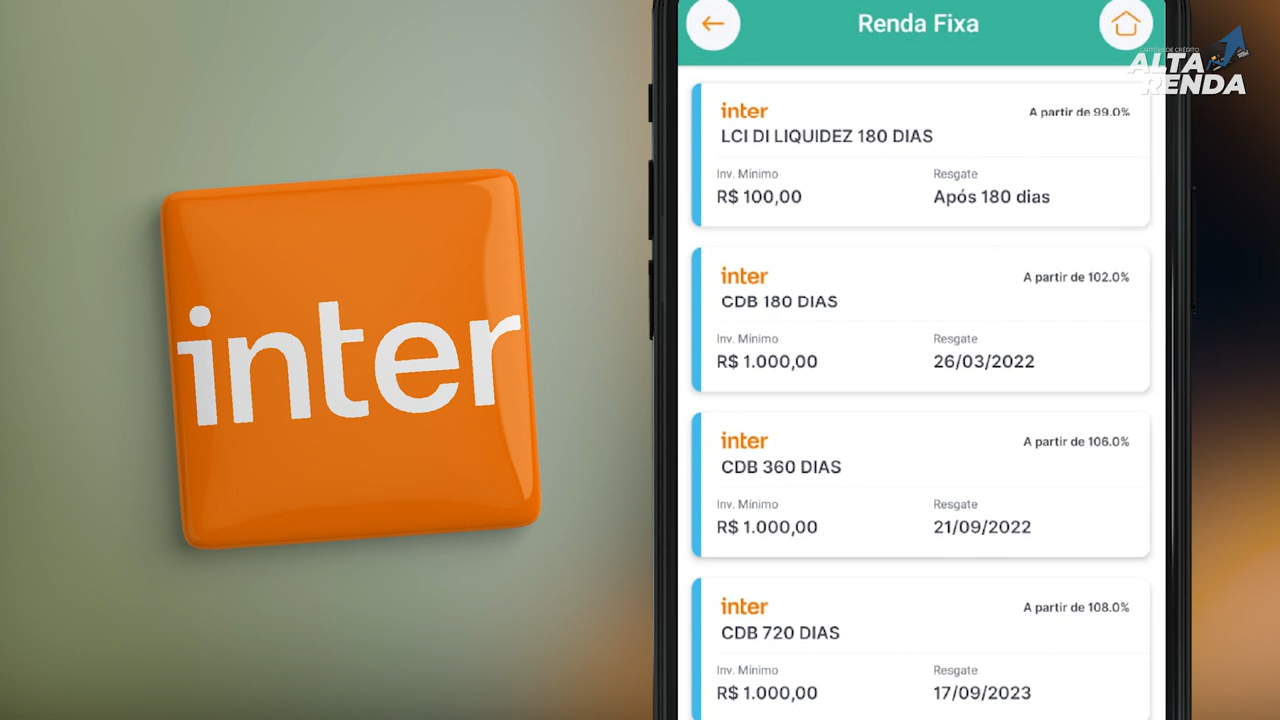 inter
Renda Fixa
CARTÕES DE CRÉDITO
ALTA
RENDA
inter
A partir de 99.0%
LCI DI LIQUIDEZ 180 DIAS
Inv. Mínimo
Resgate
R$ 100,00
Após 180 dias
inter
A partir de 102.0%
CDB 180 DIAS
Inv. Mínimo
Resgate
R$ 1.000,00
26/03/2022
inter
A partir de 106.0%
CDB 360 DIAS
Inv. Mínimo
Resgate
R$ 1.000,00
21/09/2022
inter
A partir de 108.0%
CDB 720 DIAS
Inv. Mínimo
Resgate
R$ 1.000,00
17/09/2023